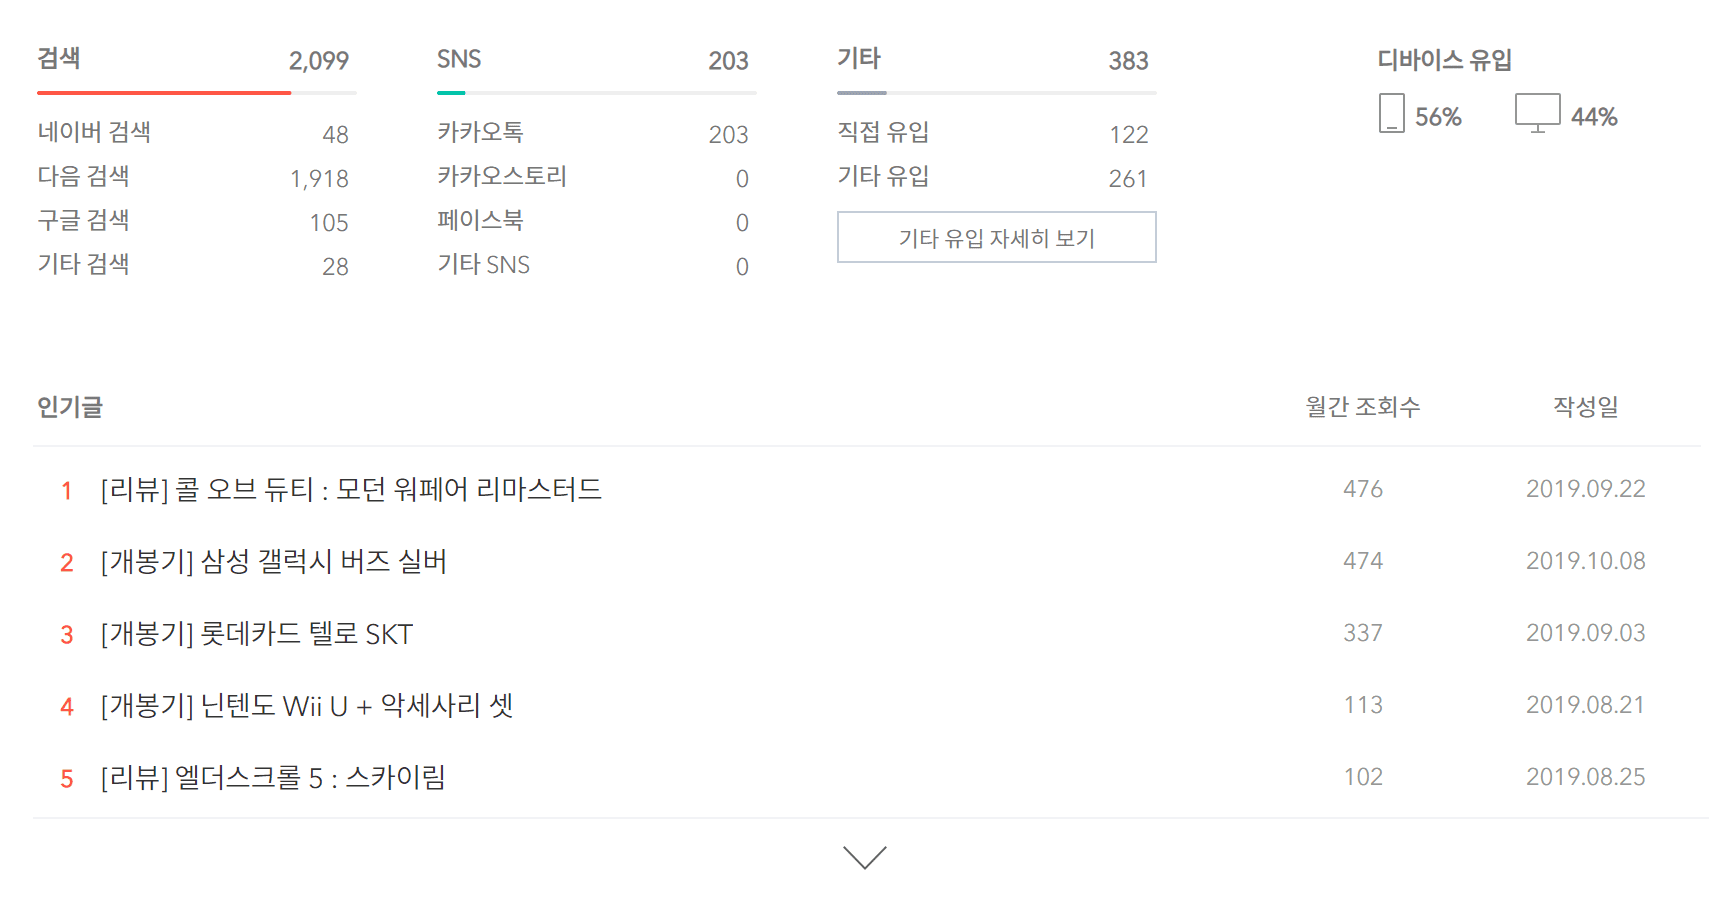 검색 2,099
네이버 검색 48
다음 검색 1,918
구글 검색 105
기타 검색 28
SNS 203
카카오톡 203
카카오스토리 0
페이스북 0
기타 SNS 0
기타 383
직접 유입 122
기타 유입 261
기타 유입 자세히 보기
디바이스 유입
56% 44%
인기글 월간 조회수 작성일
1 [리뷰] 콜 오브 듀티 : 모던 워페어 리마스터드 476 2019.09.22
2 [개봉기] 삼성 갤럭시 버즈 실버 474 2019.10.08
3 [개봉기] 롯데카드 텔로 SKT 337 2019.09.03
4 [개봉기] 닌텐도 Wii U + 악세사리 셋 113 2019.08.21
5 [리뷰] 엘더스크롤 5 : 스카이림 102 2019.08.25